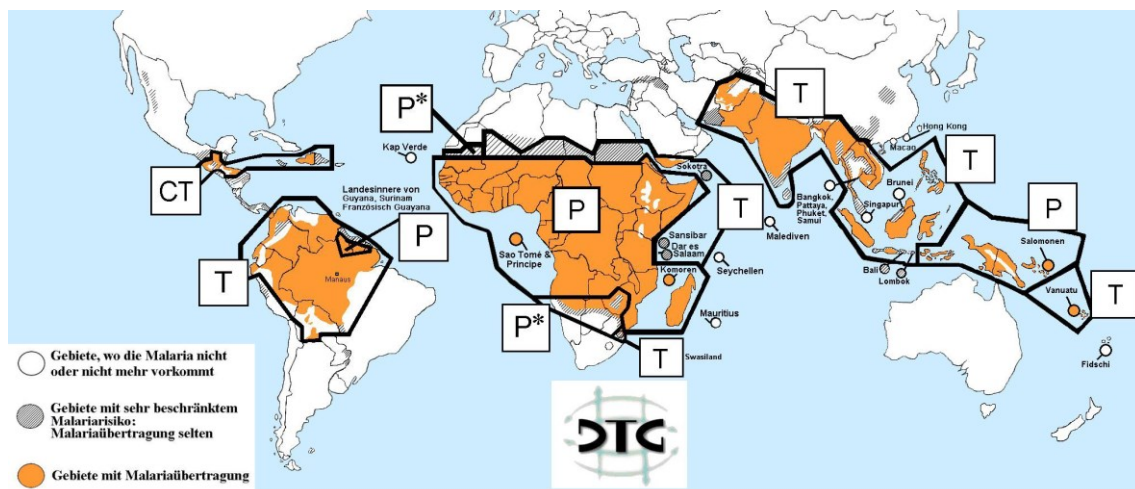 P*
T
Hong Kong
Macao
Kap Verde
Sokotra
T
CT
Landesinnere von
Guyana, Surinam
Französisch Guayana
P
P
T
Bangkok,
Pattaya,
Phuket,
Samui
Brunei
Singapur
P
Malediven
Sansibar
Dar es
Salaam
Sao Tomé &
Principe
Komoren
Seychellen
Salomonen
T
Manaus
Bali
Lombok
Vanuatu
T
Mauritius
P*
T
Swasiland
Fidschi
Gebiete, wo die Malaria nicht
oder nicht mehr vorkommt
Gebiete mit sehr beschränktem
Malariarisiko:
Malariaübertragung selten
Gebiete mit Malariaübertragung
DTG